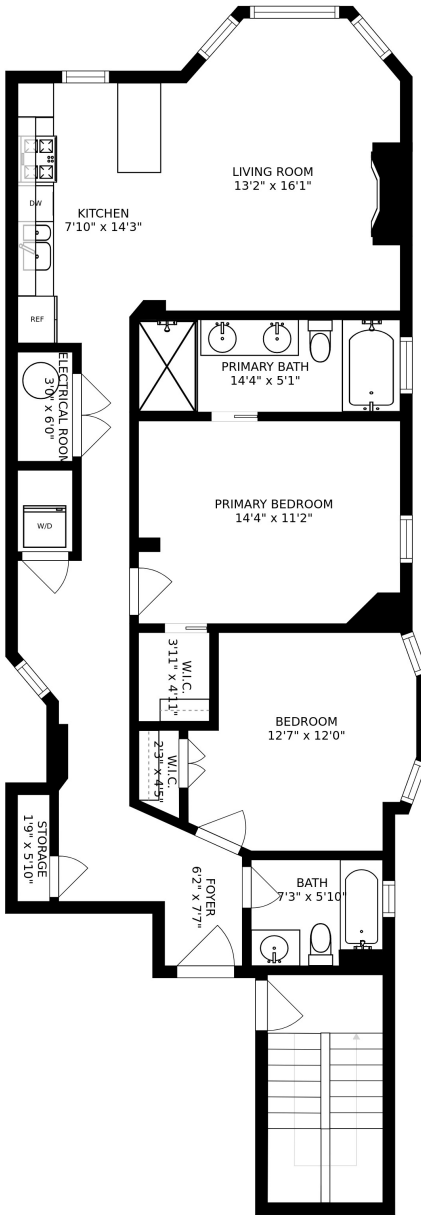 LIVING ROOM
13'2" x 16'1"
KITCHEN
7'10" x 14'3"
DW
REF
ELECTRICAL ROOM
3'0" x 6'0"
PRIMARY BATH
14'4" x 5'1"
W/D
PRIMARY BEDROOM
14'4" x 11'2"
W.I.C.
3'11" x 4'11"
BEDROOM
12'7" x 12'0"
W.I.C.
2'3" x 4'5"
STORAGE
1'9" x 5'10"
FOYER
6'2" x 7'7"
BATH
7'3" x 5'10"